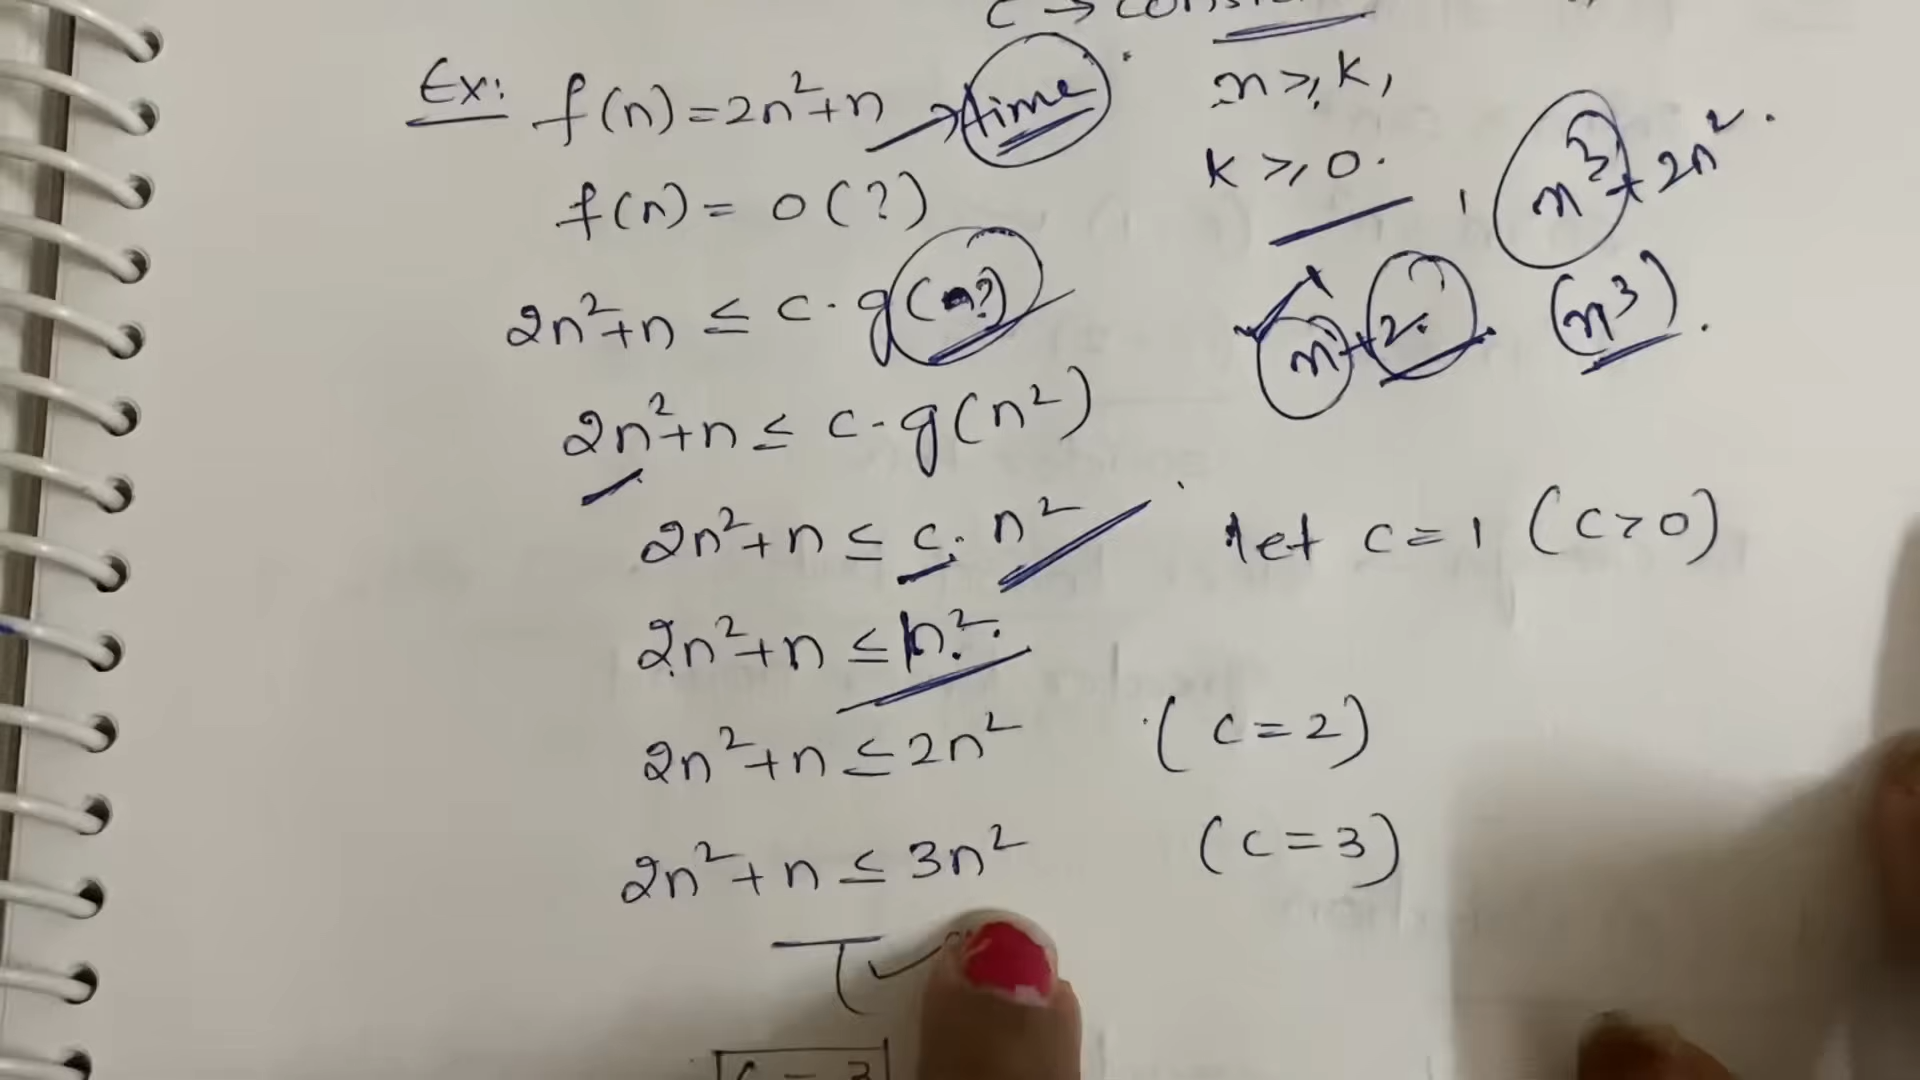 c →
Ex: f(n) = 2n²+n → time
n ≥ k,
k ≥ 0.
n³ + 2n².
f(n) = O(?)
2n²+n ≤ c · g(n?)
n + 2.
(n³).
2n²+n ≤ c · g(n²)
2n²+n ≤ c · n² let c = 1 (c > 0)
2n²+n ≤ n².
2n²+n ≤ 2n² (c = 2)
2n²+n ≤ 3n² (c = 3)
c = 3